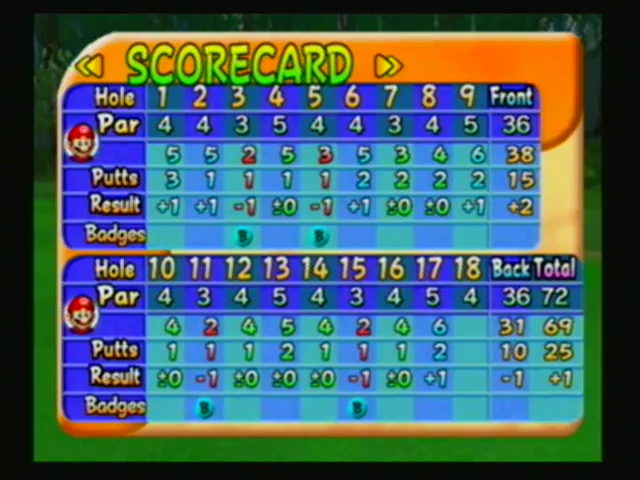 SCORECARD
Hole 1 2 3 4 5 6 7 8 9 Front
Par 4 4 3 5 4 4 3 4 5 36
5 5 2 5 3 5 3 4 6 38
Putts 3 1 1 1 1 2 2 2 2 15
Result +1 +1 -1 ±0 -1 +1 ±0 ±0 +1 +2
Badges B B
Hole 10 11 12 13 14 15 16 17 18 Back Total
Par 4 3 4 5 4 3 4 5 4 36 72
4 2 4 5 4 2 4 6 31 69
Putts 1 1 1 2 1 1 1 2 10 25
Result ±0 -1 ±0 ±0 ±0 -1 ±0 +1 -1 +1
Badges B B